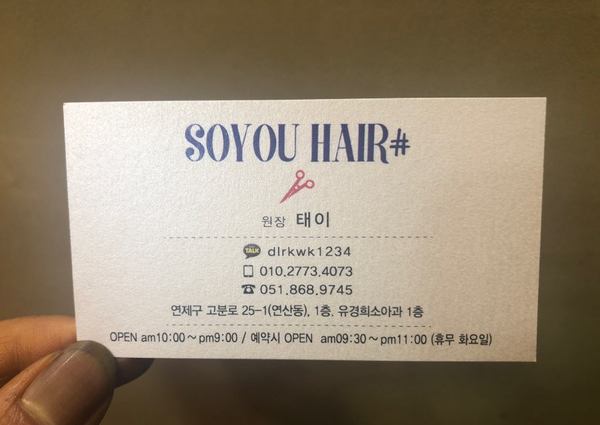 SOYOU HAIR#
원장 태이
TALK dlrkwk1234
010.2773.4073
051.868.9745
연제구 고분로 25-1(연산동), 1층, 유경희소아과 1층
OPEN am10:00~pm9:00 / 예약시 OPEN am09:30~pm11:00 (휴무 화요일)